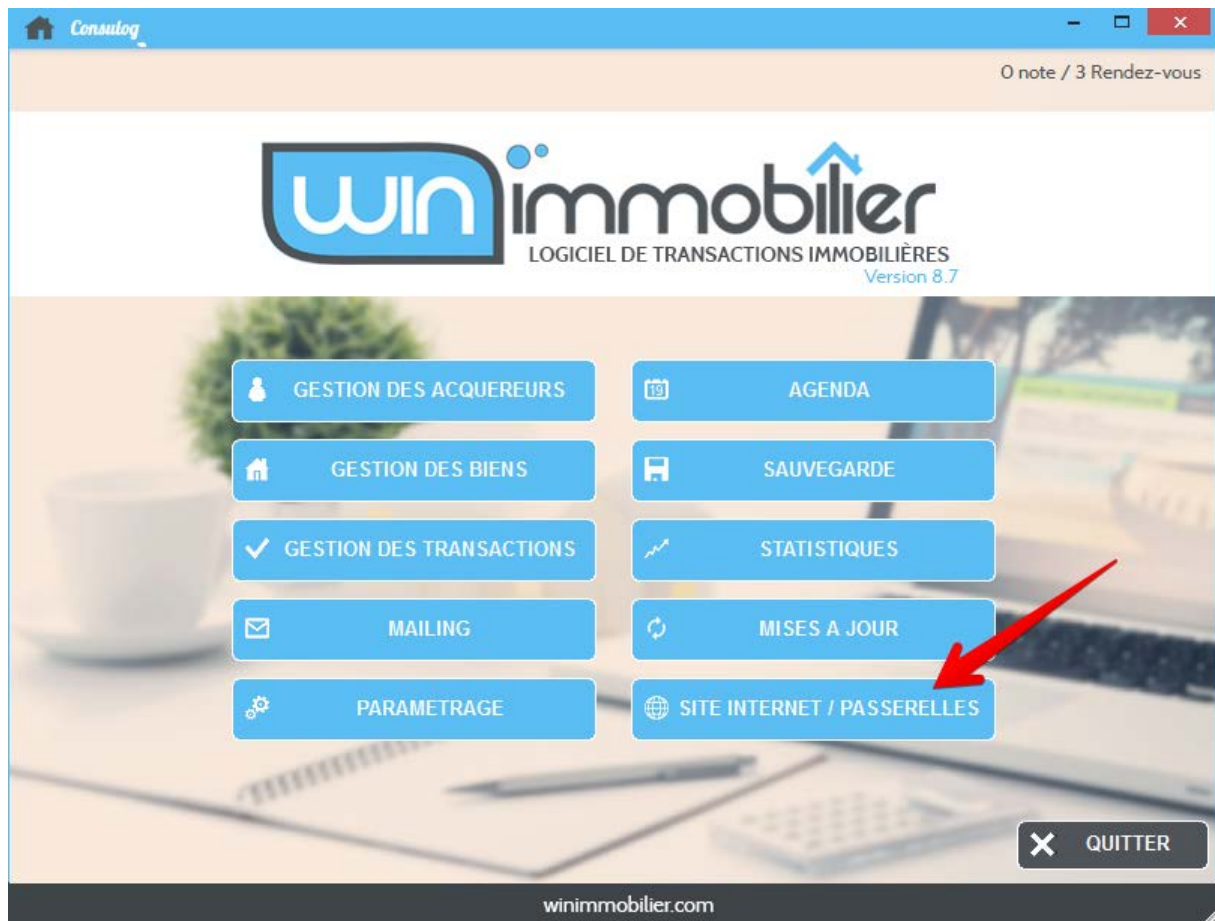 Consulog
0 note / 3 Rendez-vous
win immobilier
LOGICIEL DE TRANSACTIONS IMMOBILIÈRES
Version 8.7
GESTION DES ACQUEREURS
19
AGENDA
GESTION DES BIENS
SAUVEGARDE
GESTION DES TRANSACTIONS
STATISTIQUES
MAILING
MISES A JOUR
PARAMETRAGE
SITE INTERNET / PASSERELLES
QUITTER
winimmobilier.com